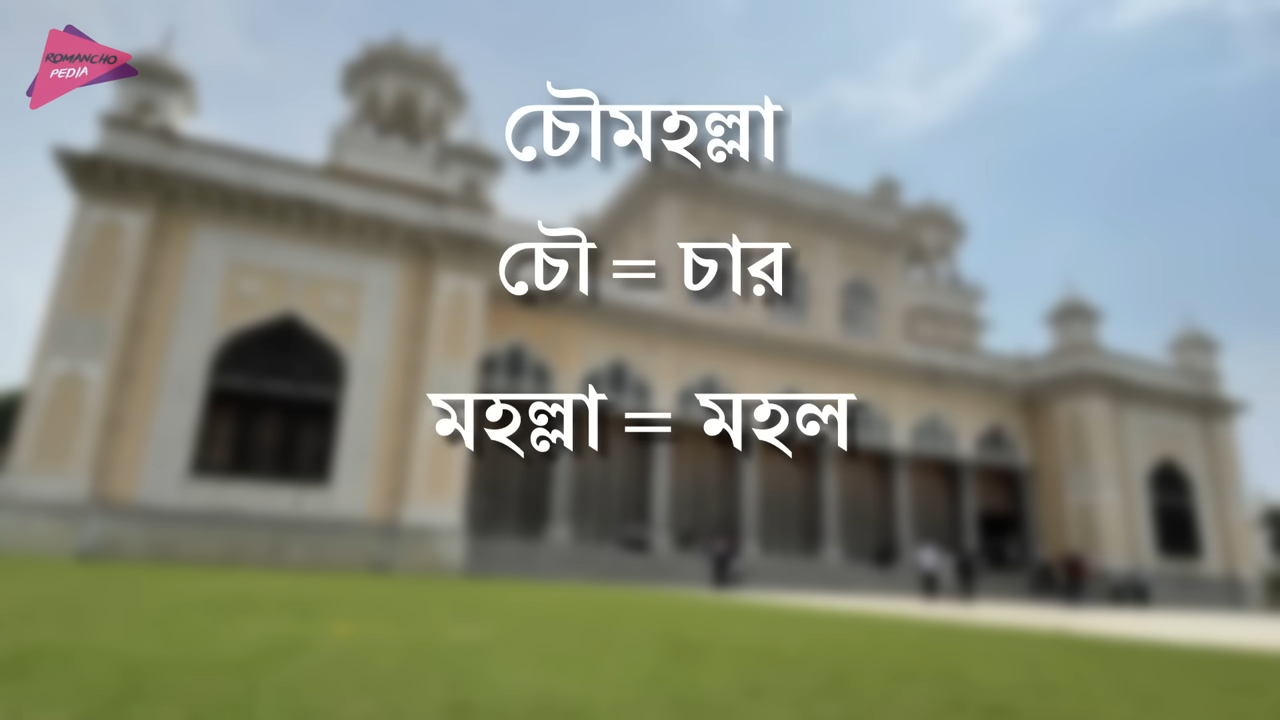 ROMANCHO
PEDIA
চৌমহল্লা
চৌ = চার
মহল্লা = মহল